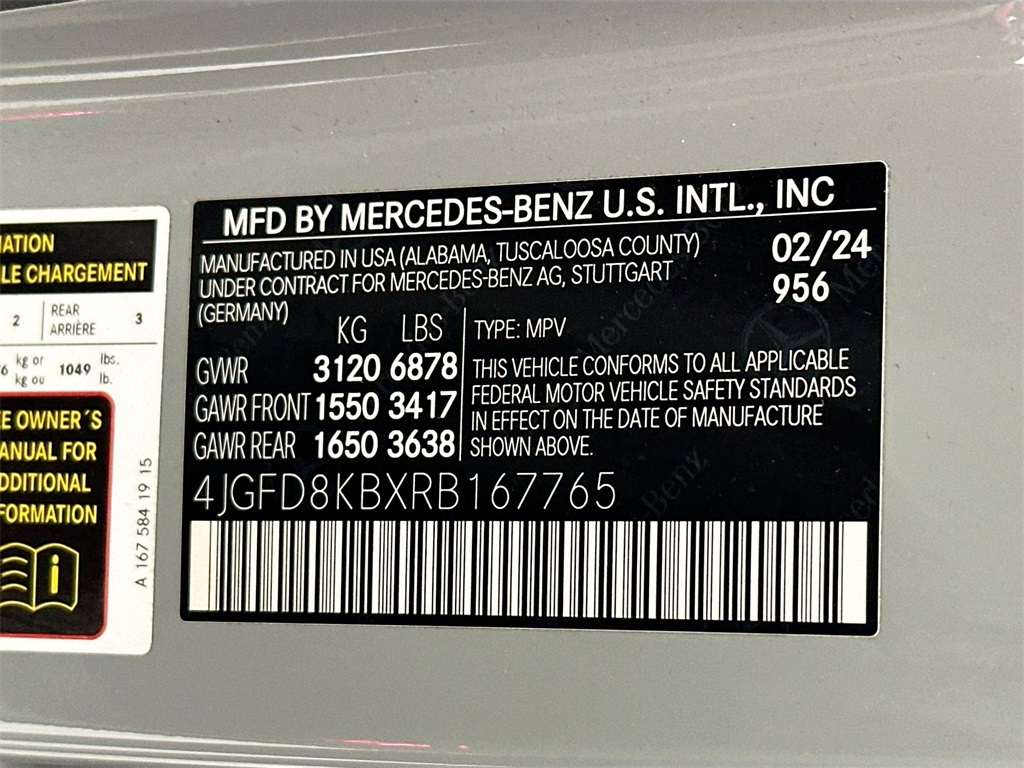 MATION
LE CHARGEMENT
2 REAR ARRIÈRE 3
kg or 1049 lbs.
kg ou lb.
OWNER´S
MANUAL FOR
ADDITIONAL
INFORMATION
A 167 584 19 15
MFD BY MERCEDES-BENZ U.S. INTL., INC
MANUFACTURED IN USA (ALABAMA, TUSCALOOSA COUNTY) 02/24
UNDER CONTRACT FOR MERCEDES-BENZ AG, STUTTGART 956
(GERMANY)
KG LBS
GVWR 3120 6878
GAWR FRONT 1550 3417
GAWR REAR 1650 3638
TYPE: MPV
THIS VEHICLE CONFORMS TO ALL APPLICABLE
FEDERAL MOTOR VEHICLE SAFETY STANDARDS
IN EFFECT ON THE DATE OF MANUFACTURE
SHOWN ABOVE.
4JGFD8KBXRB167765